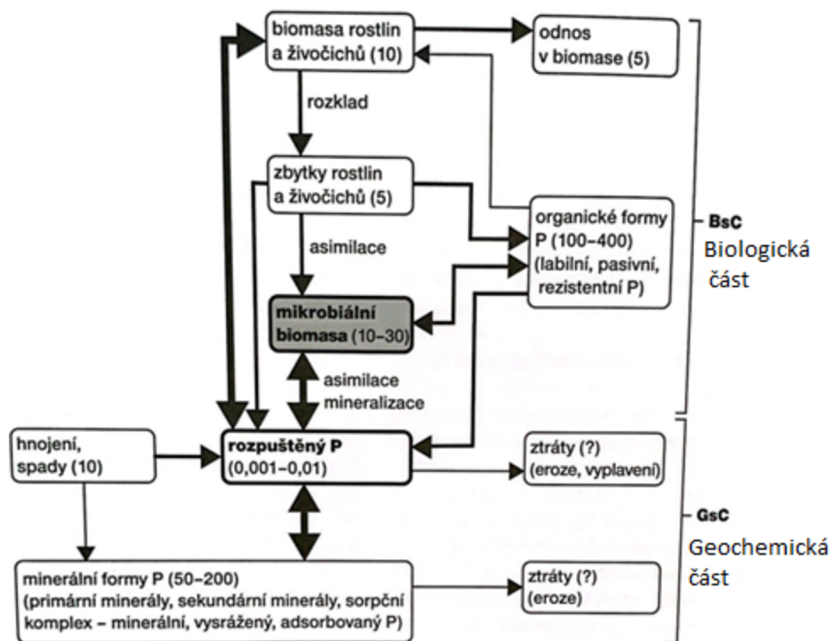 biomasa rostlin
a živočichů (10)
odnos
v biomase (5)
rozklad
zbytky rostlin
a živočichů (5)
organické formy
P (100–400)
(labilní, pasivní,
rezistentní P)
BsC
Biologická
část
asimilace
mikrobiální
biomasa (10–30)
asimilace
mineralizace
hnojení,
spady (10)
rozpuštěný P
(0,001–0,01)
ztráty (?)
(eroze, vyplavení)
GsC
Geochemická
část
minerální formy P (50–200)
(primární minerály, sekundární minerály, sorpční
komplex – minerální, vysrážený, adsorbovaný P)
ztráty (?)
(eroze)